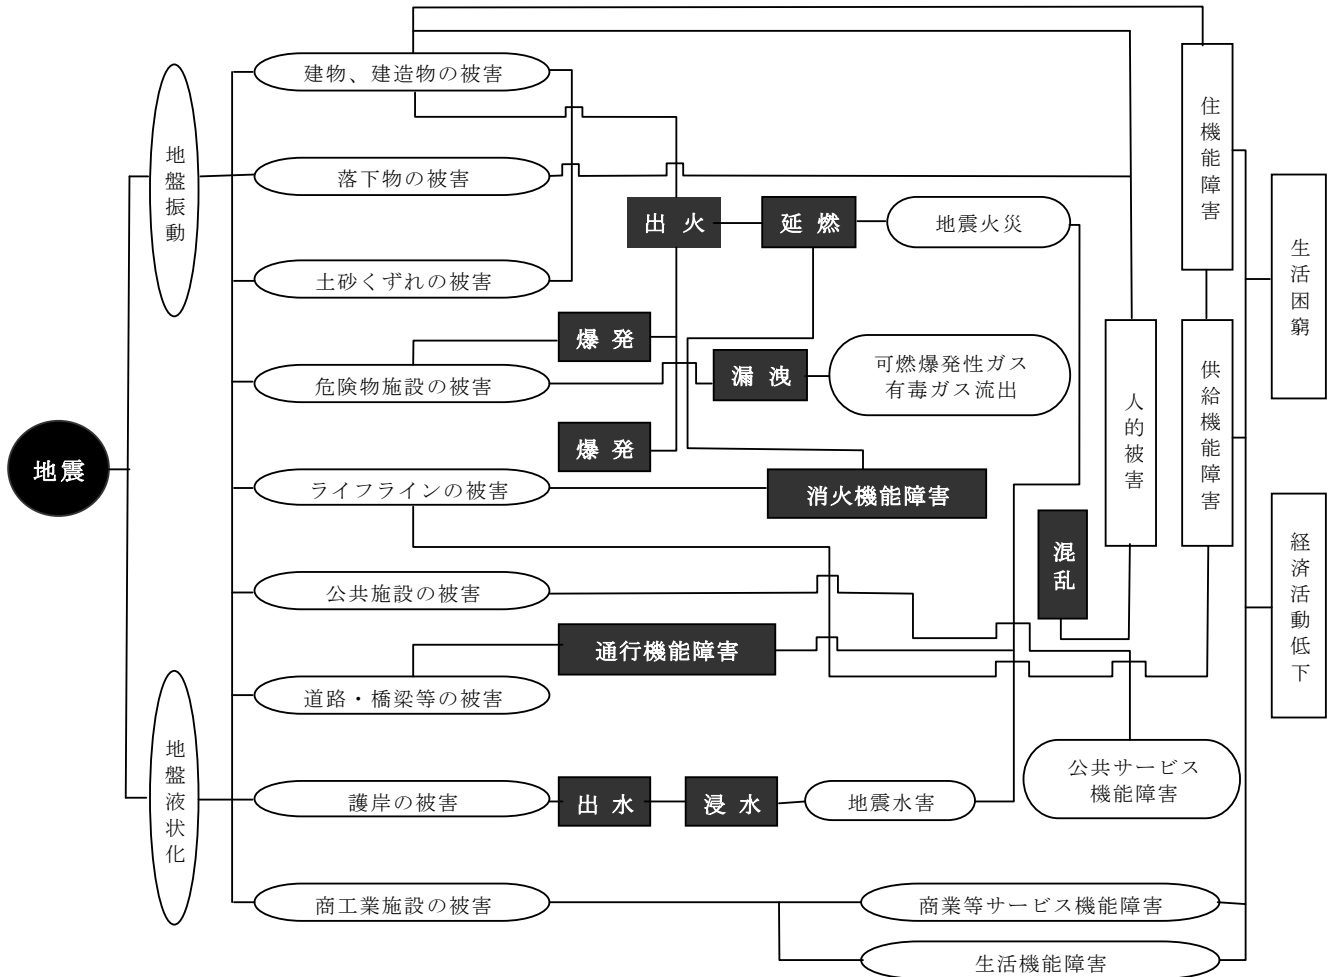 地震
地盤振動
地盤液状化
建物、建造物の被害
落下物の被害
土砂くずれの被害
危険物施設の被害
ライフラインの被害
公共施設の被害
道路・橋梁等の被害
護岸の被害
商工業施設の被害
出火
延燃
地震火災
爆発
漏洩
可燃爆発性ガス
有毒ガス流出
爆発
消火機能障害
通行機能障害
出水
浸水
地震水害
混乱
人的被害
住機能障害
供給機能障害
公共サービス
機能障害
商業等サービス機能障害
生活機能障害
生活困窮
経済活動低下